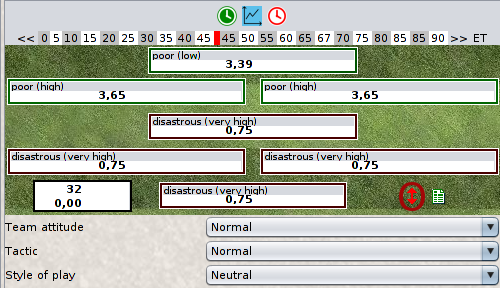 << 0 5 10 15 20 25 30 35 40 45 45 50 55 60 65 70 75 80 85 90 >> ET
poor (low)
3,39
poor (high) poor (high)
3,65 3,65
disastrous (very high)
0,75
disastrous (very high) disastrous (very high)
0,75 0,75
32 disastrous (very high)
0,00 0,75
Team attitude Normal
Tactic Normal
Style of play Neutral